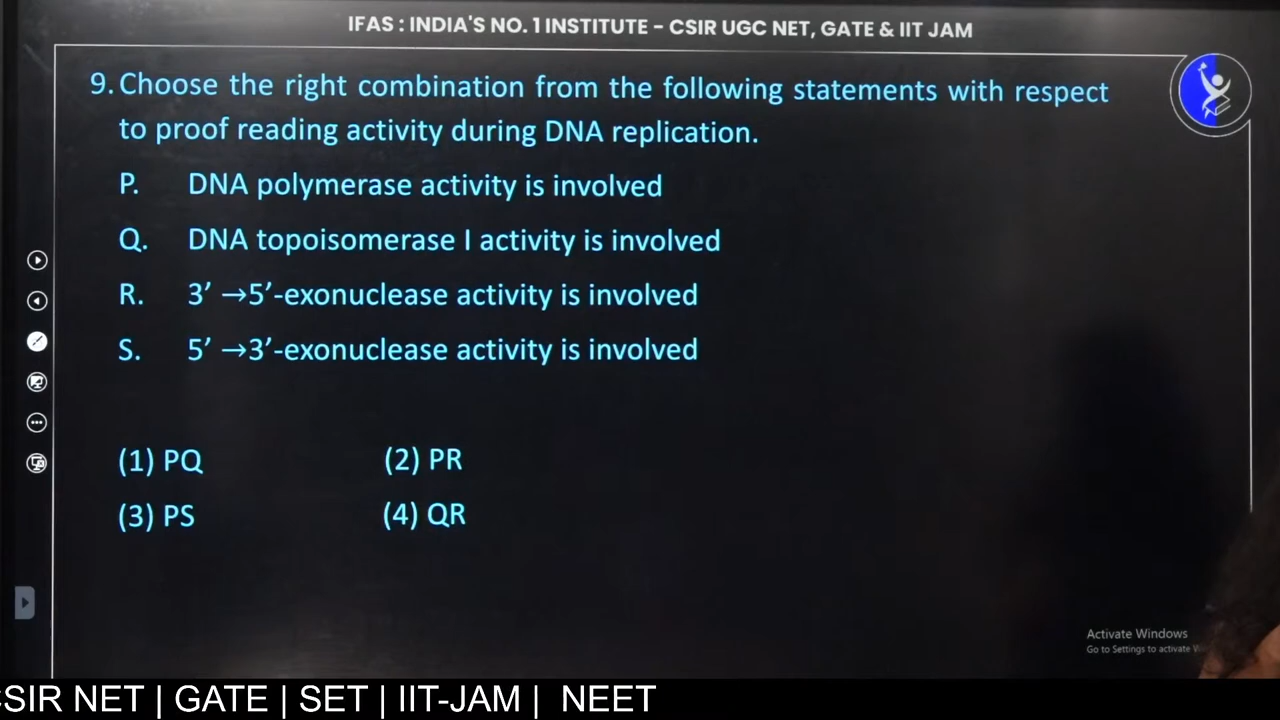 IFAS : INDIA'S NO. 1 INSTITUTE – CSIR UGC NET, GATE & IIT JAM
9. Choose the right combination from the following statements with respect
to proof reading activity during DNA replication.
P. DNA polymerase activity is involved
Q. DNA topoisomerase I activity is involved
R. 3’ →5’-exonuclease activity is involved
S. 5’ →3’-exonuclease activity is involved
(1) PQ (2) PR
(3) PS (4) QR
Activate Windows
Go to Settings to activate
CSIR NET | GATE | SET | IIT-JAM | NEET